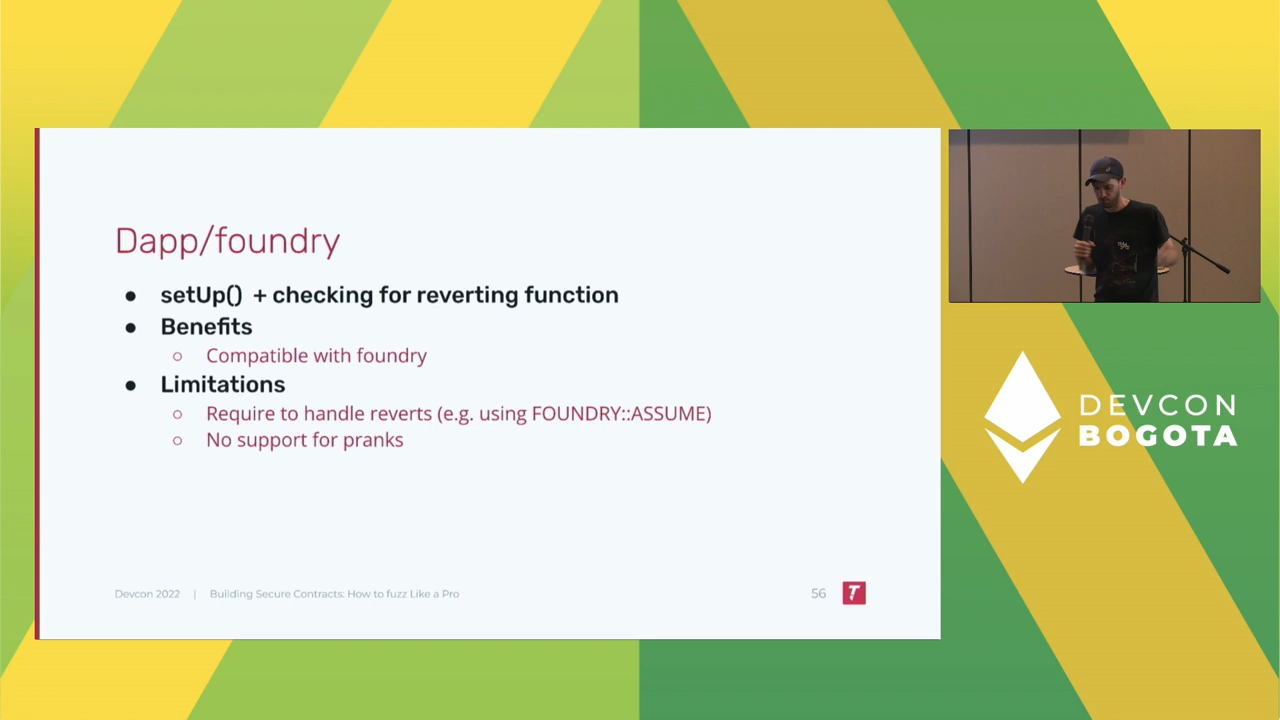 Dapp/foundry
● setUp() + checking for reverting function
● Benefits
○ Compatible with foundry
● Limitations
○ Require to handle reverts (e.g. using FOUNDRY::ASSUME)
○ No support for pranks
Devcon 2022 | Building Secure Contracts: How to fuzz Like a Pro
56
DEVCON
BOGOTA